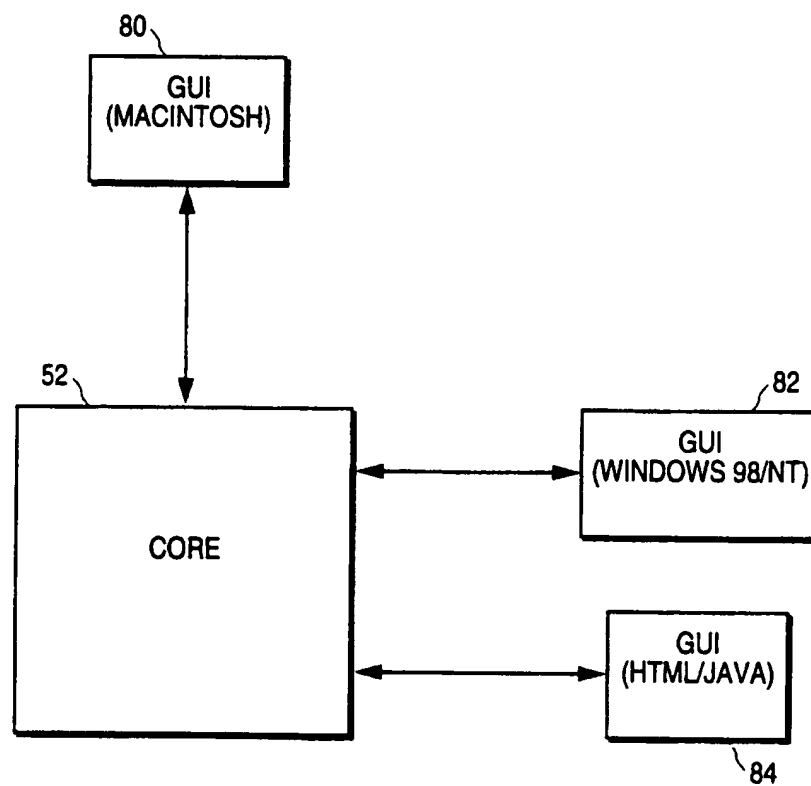 80
GUI
(MACINTOSH)
52
82
GUI
(WINDOWS 98/NT)
CORE
GUI
(HTML/JAVA)
84